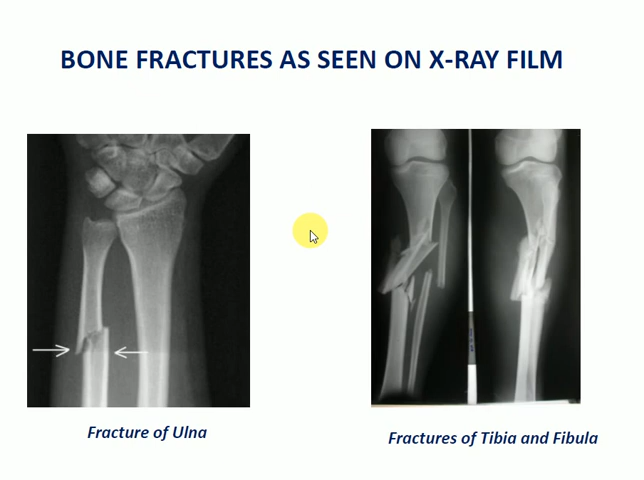 BONE FRACTURES AS SEEN ON X-RAY FILM
Fracture of Ulna
Fractures of Tibia and Fibula